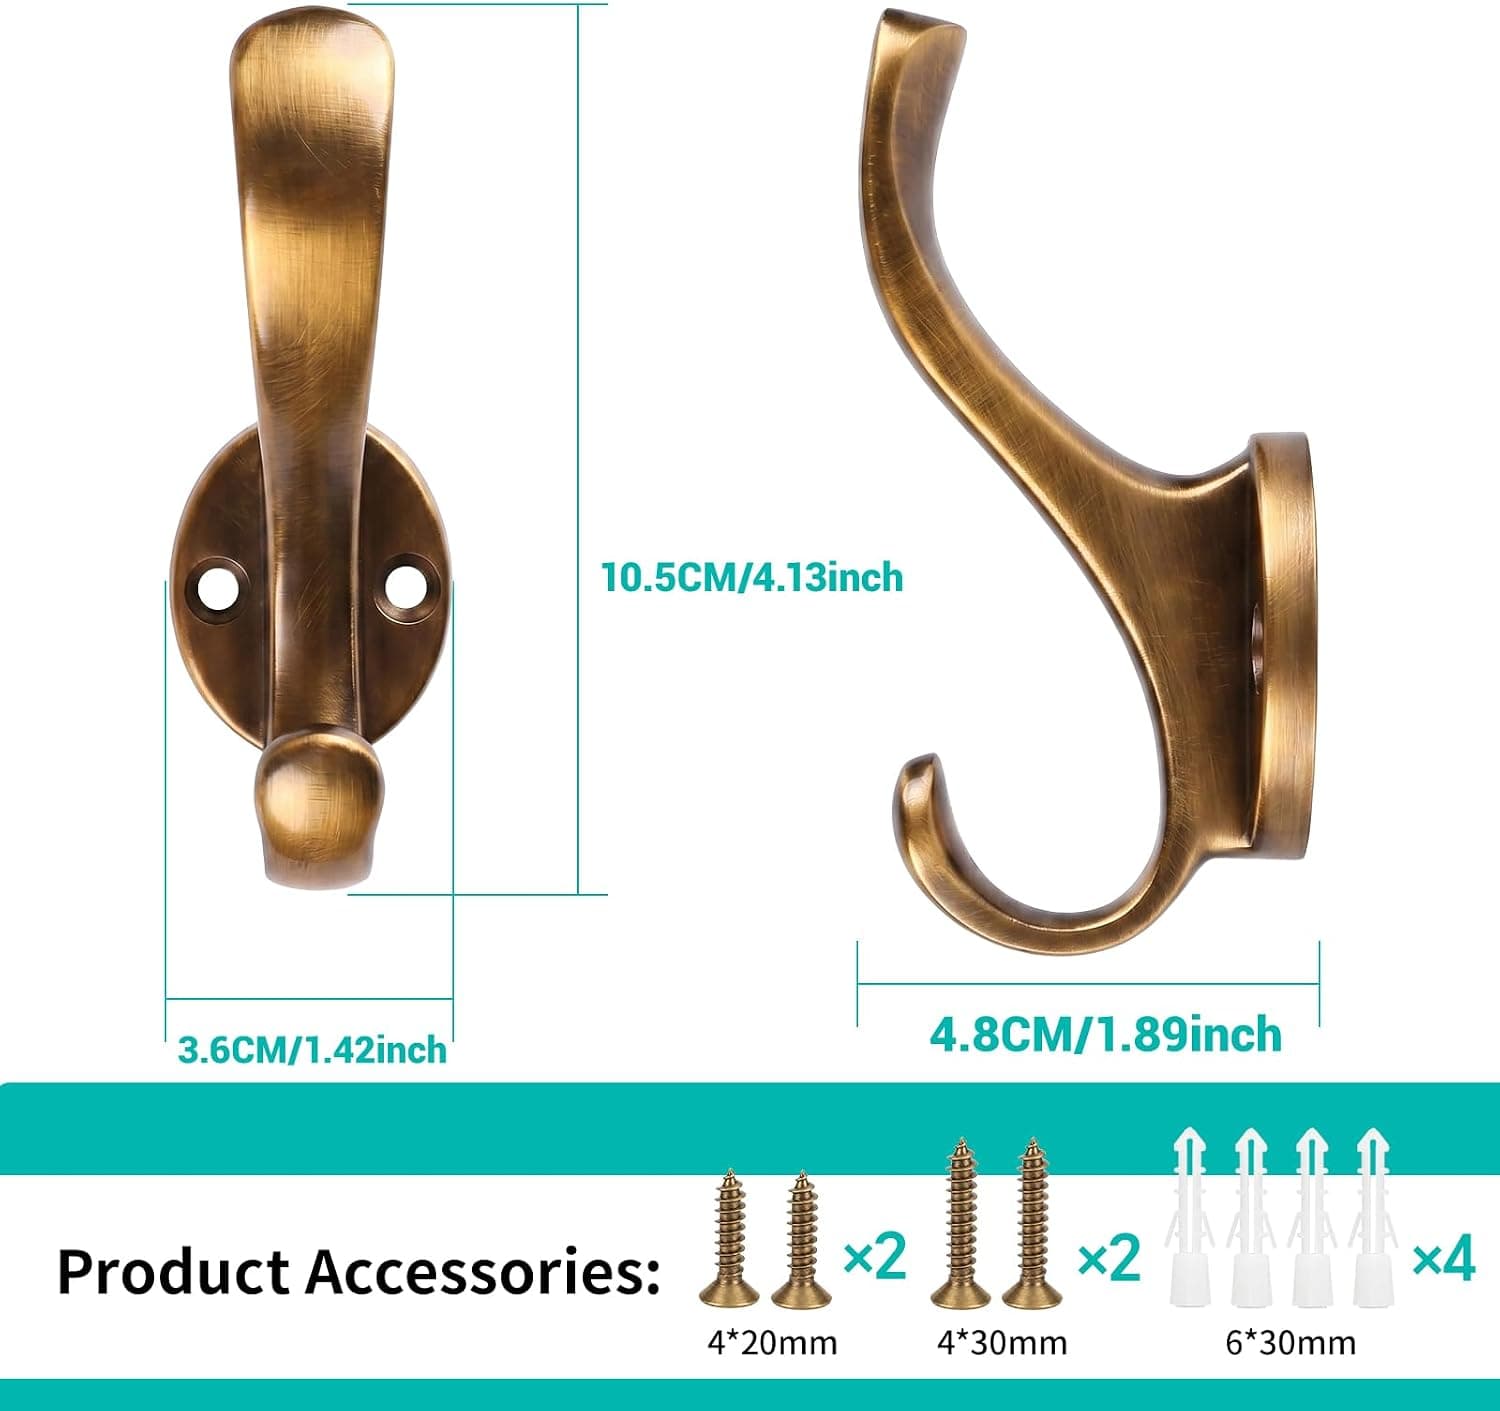 10.5CM/4.13inch
3.6CM/1.42inch
4.8CM/1.89inch
Product Accessories:
×2
×2
×4
4*20mm
4*30mm
6*30mm